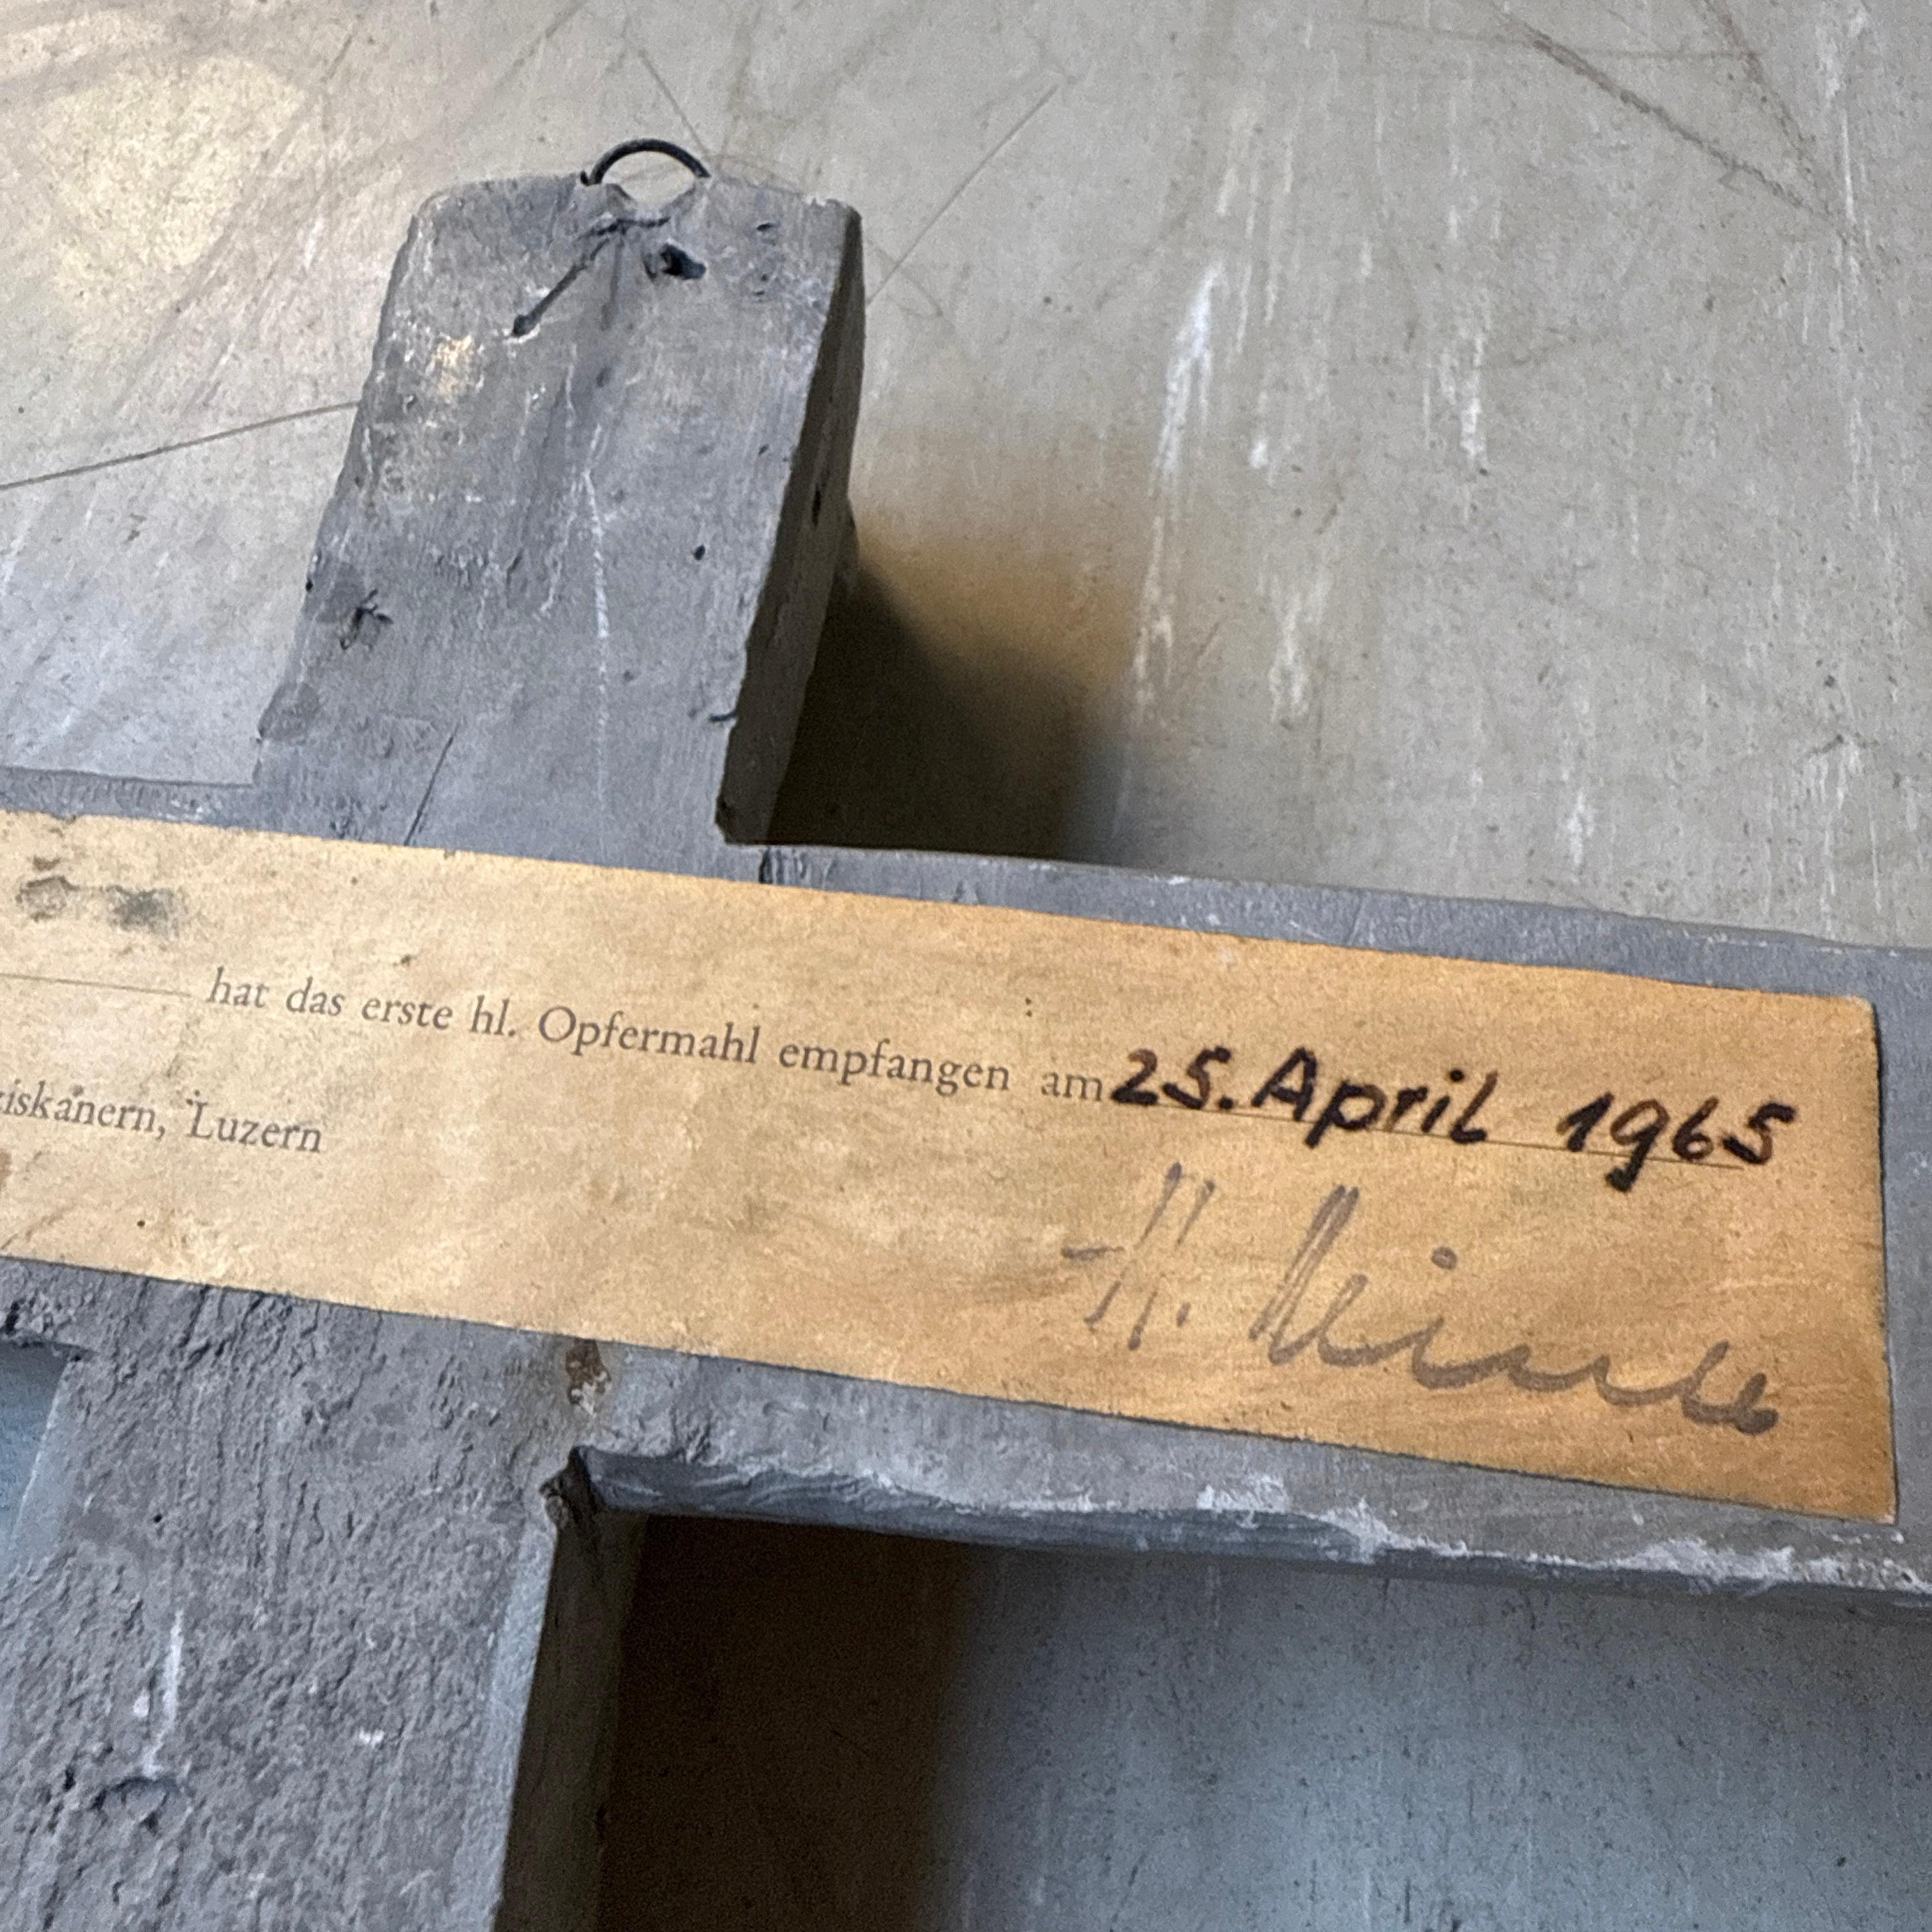 hat das erste hl. Opfermahl empfangen am 25. April 1965
iskanern, Luzern
H.